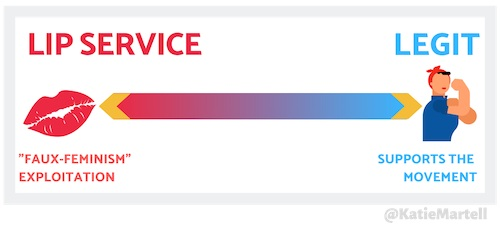 LIP SERVICE
LEGIT
"FAUX-FEMINISM"
EXPLOITATION
SUPPORTS THE
MOVEMENT
@KatieMartell